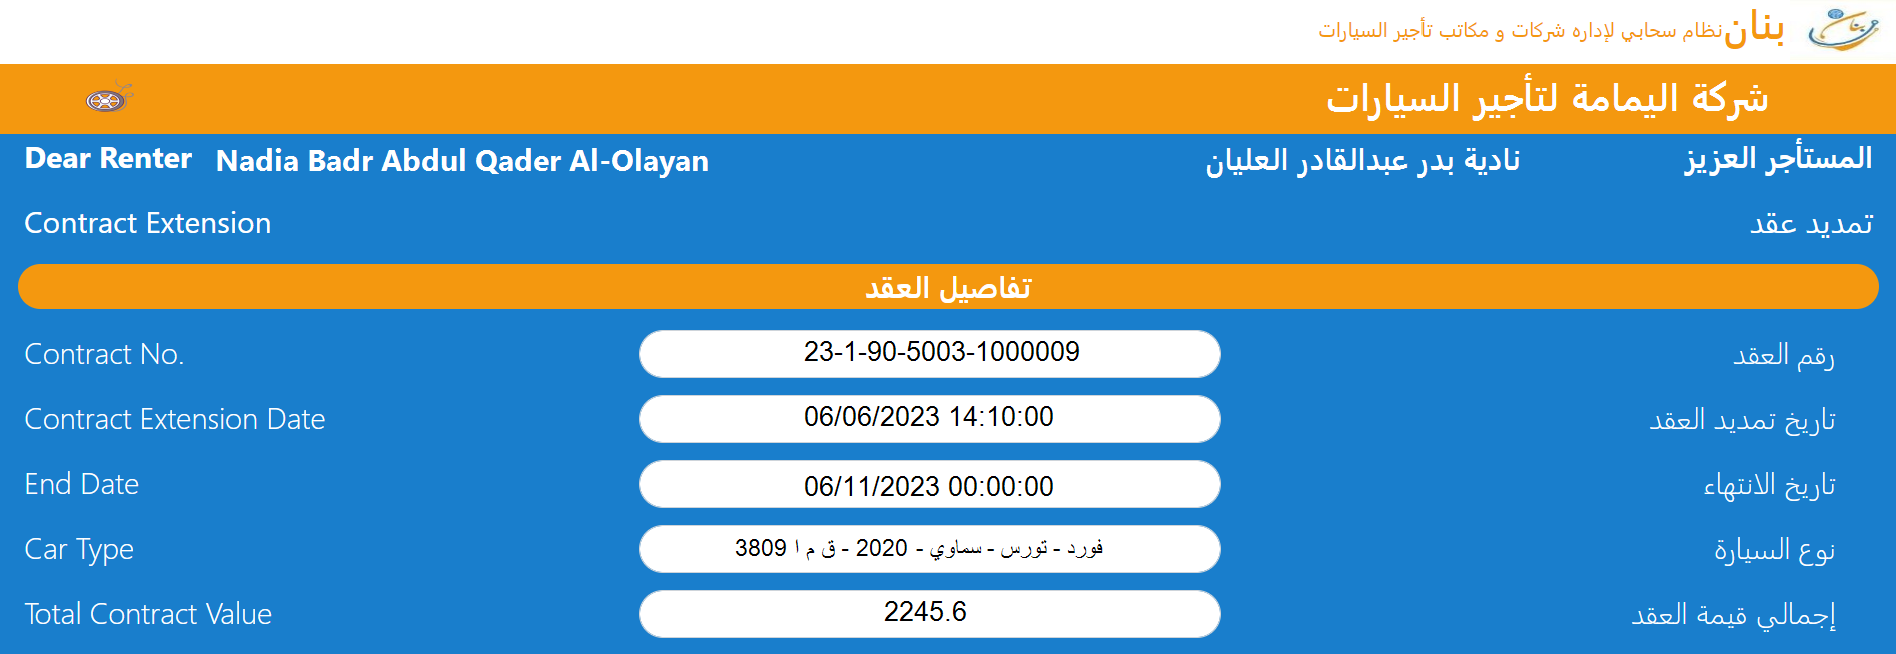 بنان نظام سحابي لإداره شركات و مكاتب تأجير السيارات
شركة اليمامة لتأجير السيارات
Dear Renter Nadia Badr Abdul Qader Al-Olayan نادية بدر عبدالقادر العليان المستأجر العزيز
Contract Extension تمديد عقد
تفاصيل العقد
Contract No. 23-1-90-5003-1000009 رقم العقد
Contract Extension Date 06/06/2023 14:10:00 تاريخ تمديد العقد
End Date 06/11/2023 00:00:00 تاريخ الانتهاء
Car Type فورد - تورس - سماوي - 2020 - ق م ا 3809 نوع السيارة
Total Contract Value 2245.6 إجمالي قيمة العقد